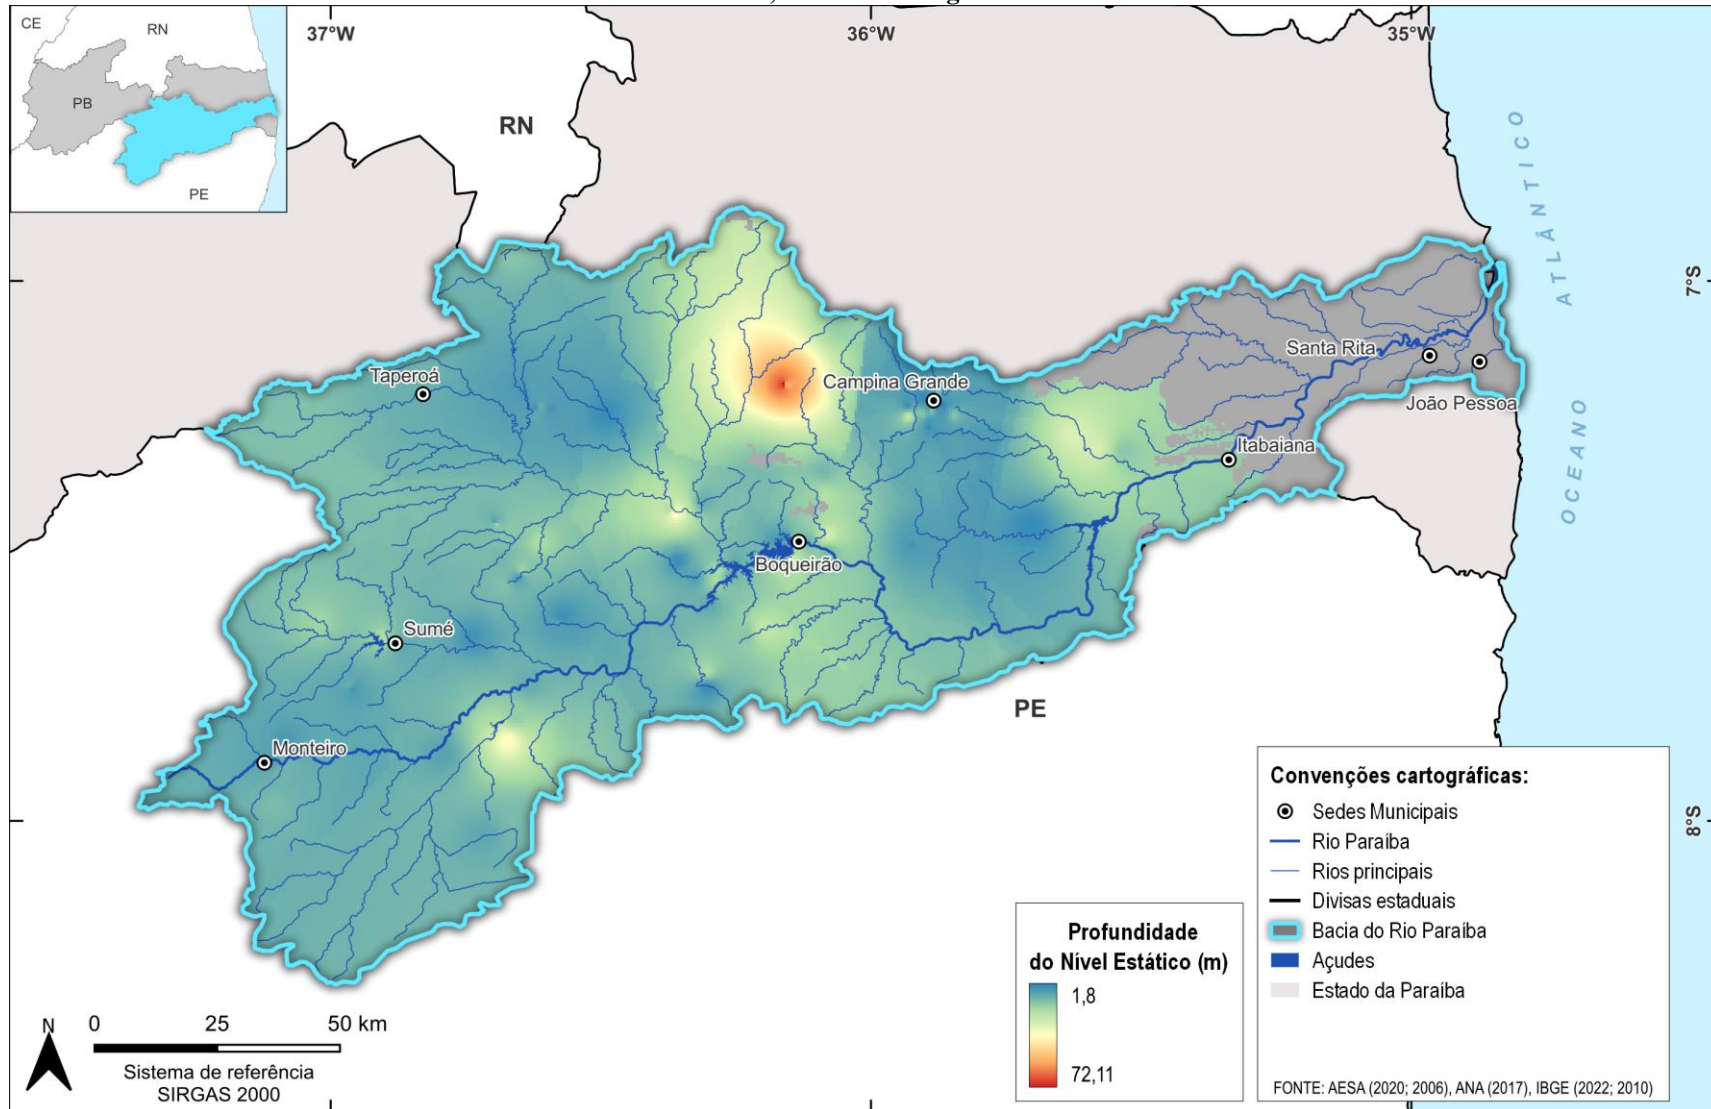 CE
RN
PB
PE
37°W
36°W
35°W
RN
OCEANO ATLÂNTICO
7°S
Taperoá
Campina Grande
Santa Rita
João Pessoa
Itabaiana
Boqueirão
Sumé
Monteiro
PE
8°S
N
0 25 50 km
Sistema de referência
SIRGAS 2000
Profundidade
do Nível Estático (m)
1,8
72,11
Convenções cartográficas:
Sedes Municipais
Rio Paraíba
Rios principais
Divisas estaduais
Bacia do Rio Paraíba
Açudes
Estado da Paraíba
FONTE: AESA (2020; 2006), ANA (2017), IBGE (2022; 2010)